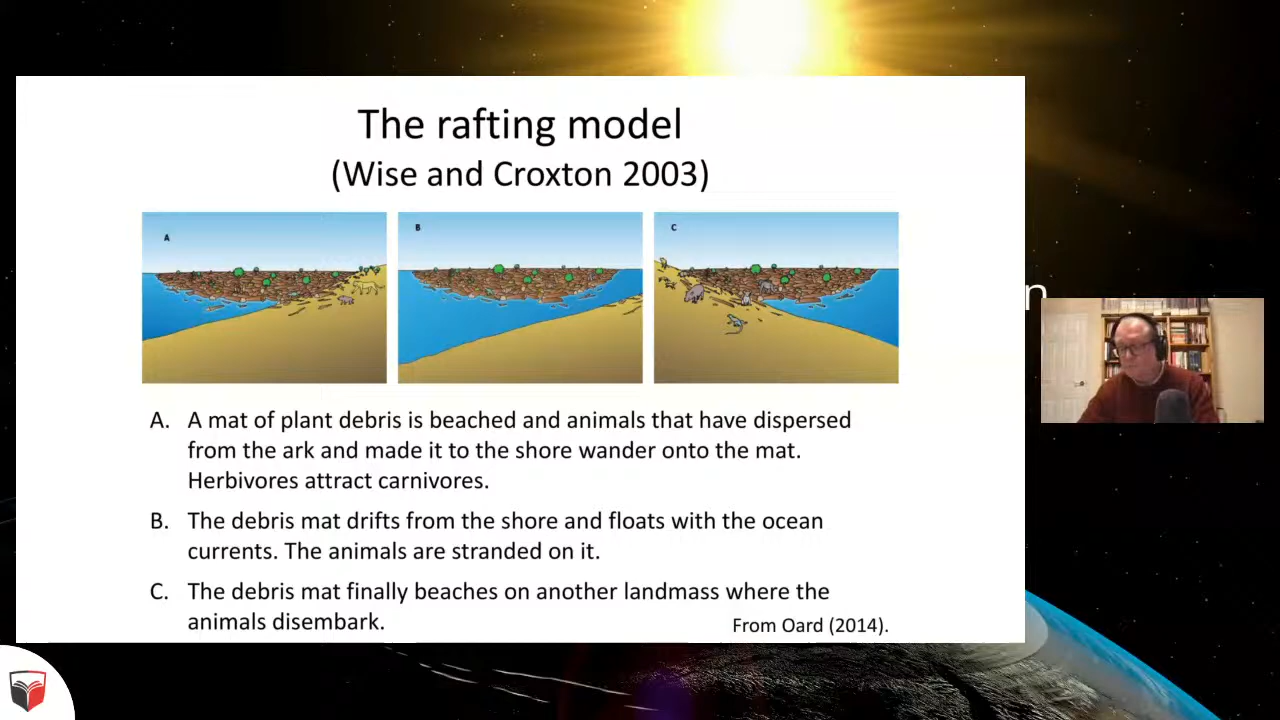 The rafting model
(Wise and Croxton 2003)
A
B
C
n
A. A mat of plant debris is beached and animals that have dispersed
from the ark and made it to the shore wander onto the mat.
Herbivores attract carnivores.
B. The debris mat drifts from the shore and floats with the ocean
currents. The animals are stranded on it.
C. The debris mat finally beaches on another landmass where the
animals disembark.
From Oard (2014).